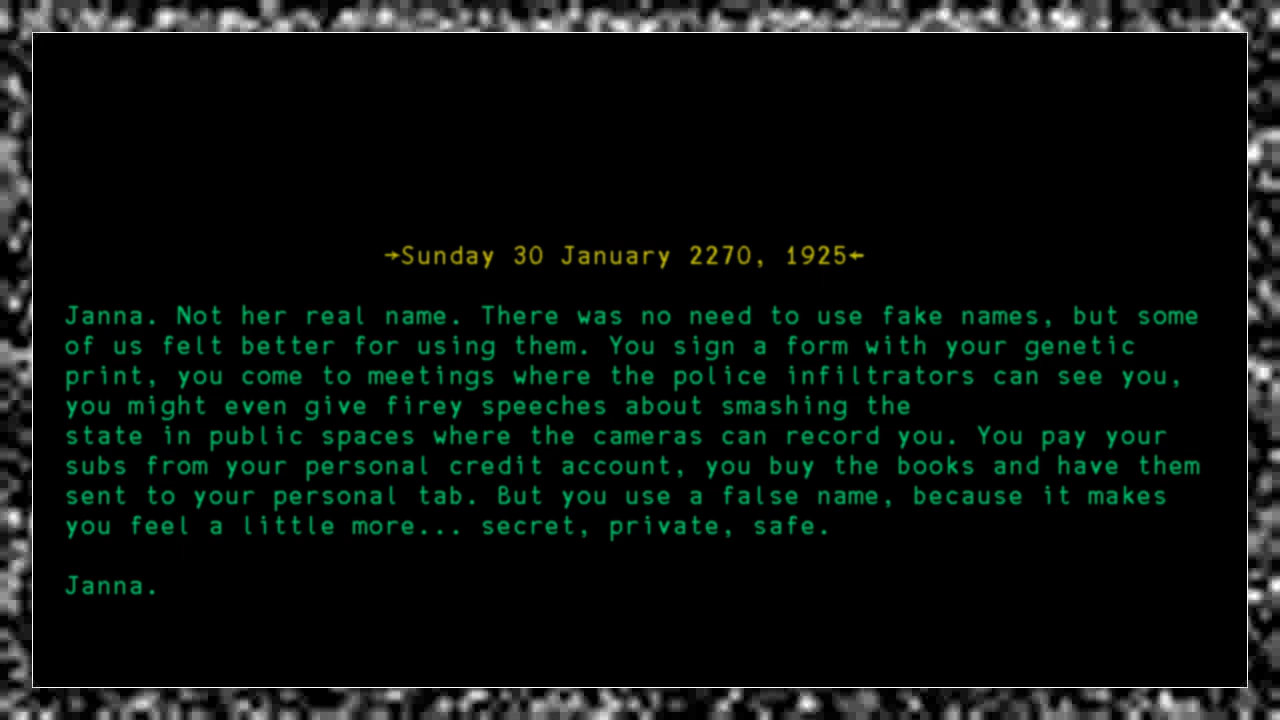 →Sunday 30 January 2270, 1925←
Janna. Not her real name. There was no need to use fake names, but some
of us felt better for using them. You sign a form with your genetic
print, you come to meetings where the police infiltrators can see you,
you might even give firey speeches about smashing the
state in public spaces where the cameras can record you. You pay your
subs from your personal credit account, you buy the books and have them
sent to your personal tab. But you use a false name, because it makes
you feel a little more... secret, private, safe.
Janna.